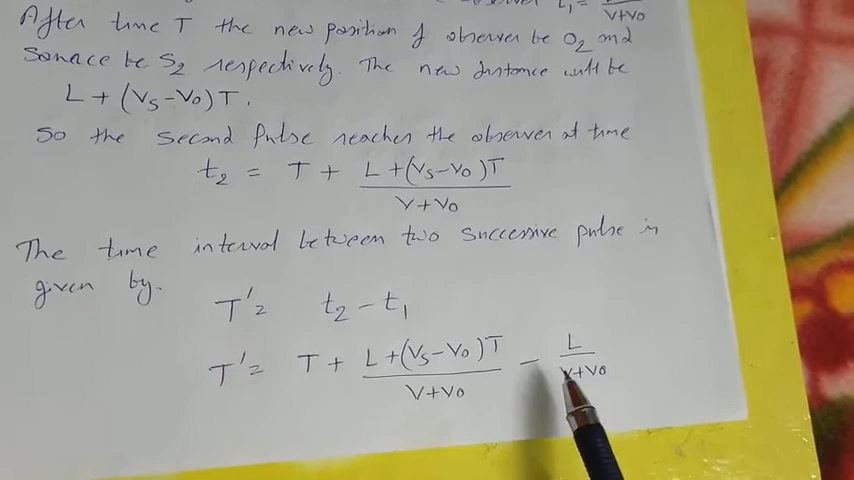 observer t₁ = ─/(V+Vo)
After time T the new position of observer be O₂ and
Source be S₂ respectively. The new distance will be
L + (Vs-Vo)T.
So the second pulse reaches the observer at time
t₂ = T + (L+(Vs-Vo)T)/(V+Vo)
The time interval between two successive pulse is
given by.
T' = t₂ - t₁
T' = T + (L+(Vs-Vo)T)/(V+Vo) - L/(V+Vo)